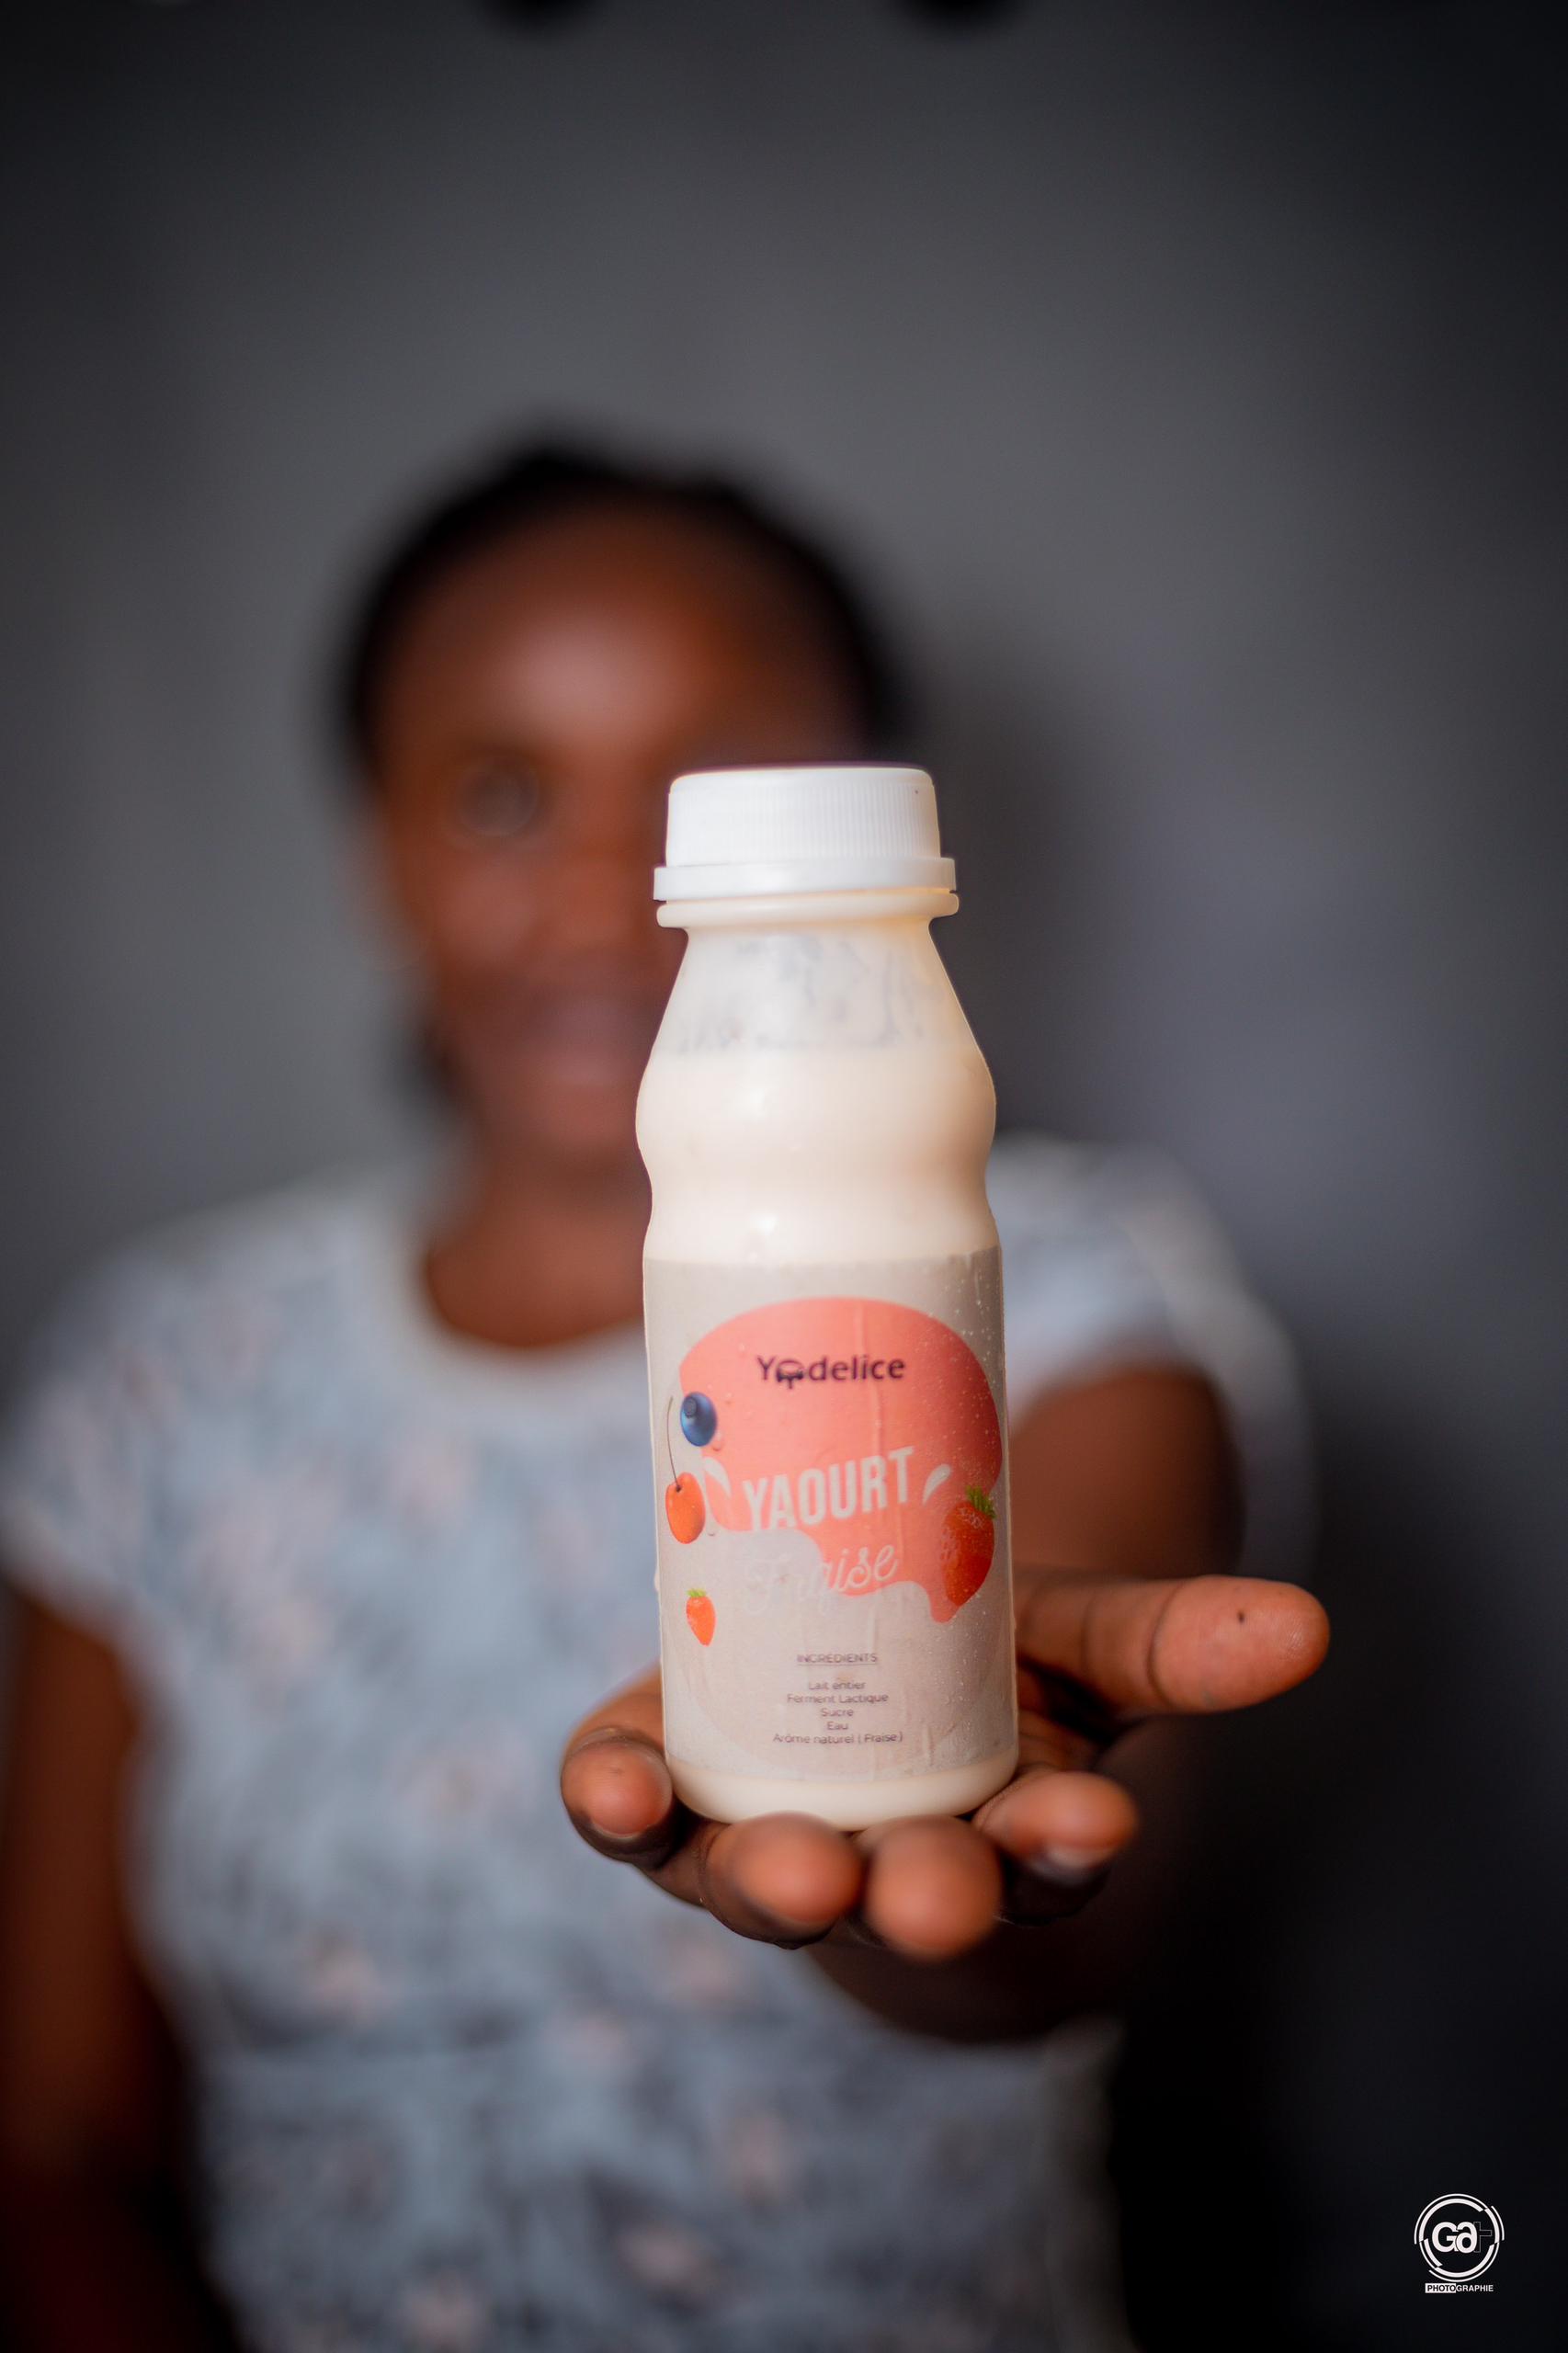 Yodelice
YAOURT
Fraise
INGREDIENTS
Lait entier
Ferment Lactique
Sucre
Eau
Arôme naturel ( Fraise )
Ga+
PHOTOGRAPHIE